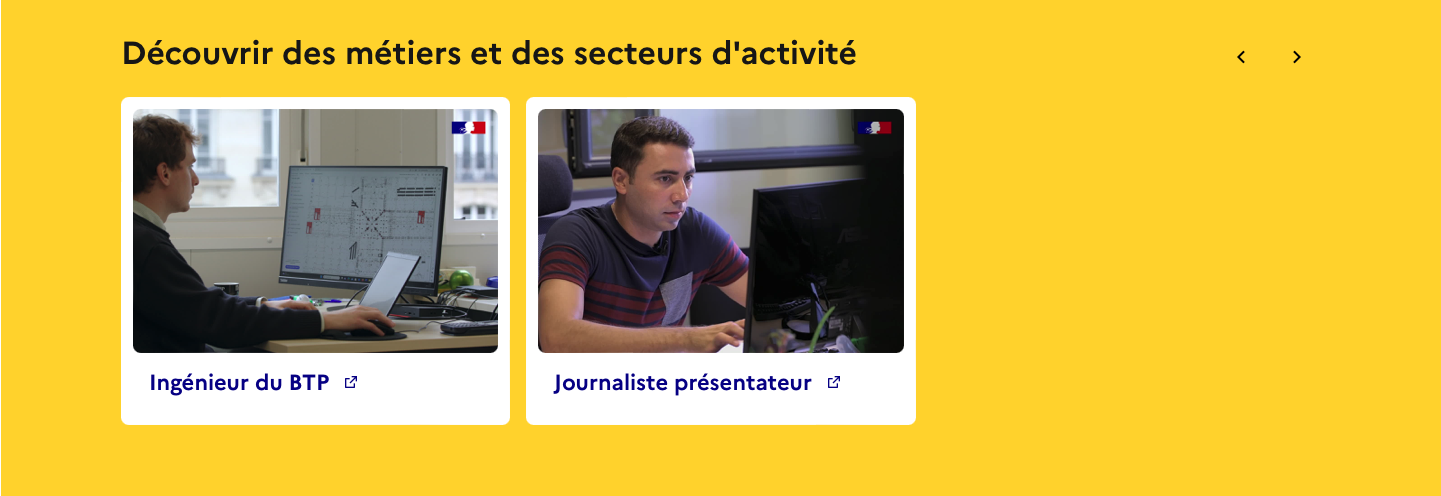 Découvrir des métiers et des secteurs d'activité
Ingénieur du BTP
Journaliste présentateur